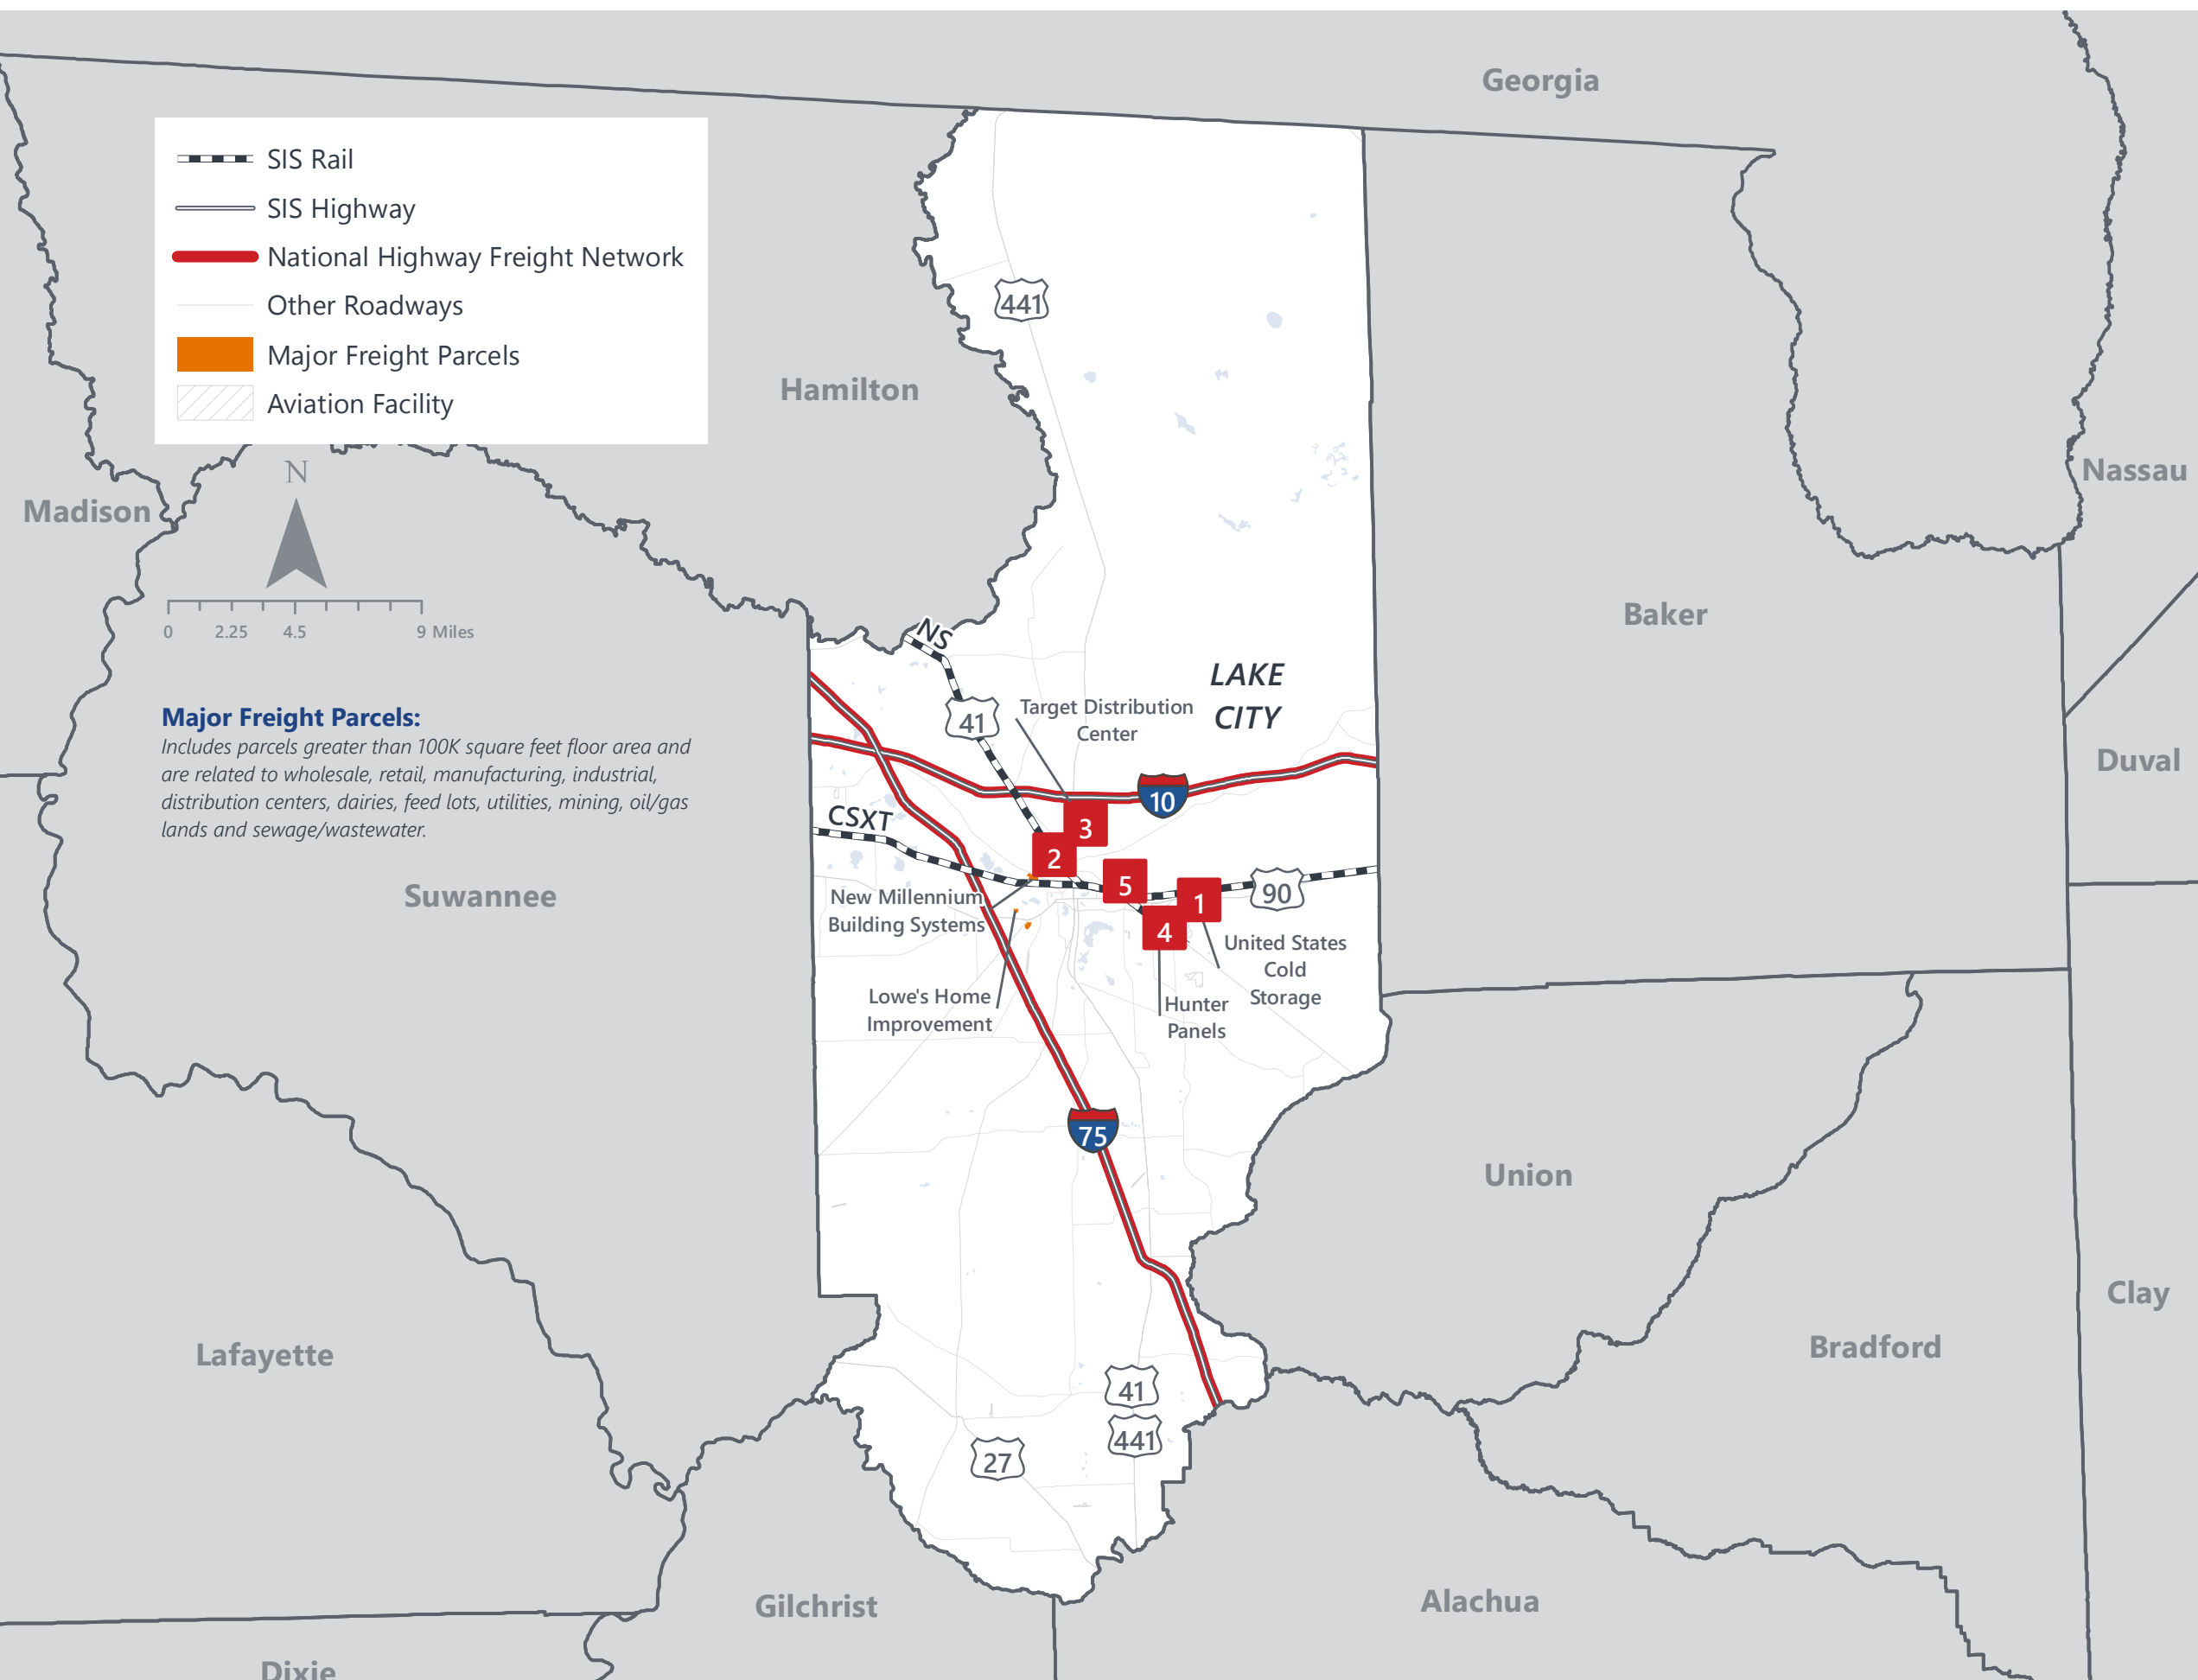 Georgia
SIS Rail
SIS Highway
National Highway Freight Network
Other Roadways
Major Freight Parcels
Aviation Facility
441
Hamilton
N
Madison
Nassau
0 2.25 4.5 9 Miles
Baker
NS
LAKE
CITY
41
Target Distribution
Center
Major Freight Parcels:
Includes parcels greater than 100K square feet floor area and
are related to wholesale, retail, manufacturing, industrial,
distribution centers, dairies, feed lots, utilities, mining, oil/gas
lands and sewage/wastewater.
Duval
10
CSXT
3
2
5
90
1
4
Suwannee
New Millennium
Building Systems
United States
Cold
Storage
Lowe's Home
Improvement
Hunter
Panels
75
Union
Clay
Lafayette
Bradford
41
441
27
Gilchrist
Alachua
Dixie